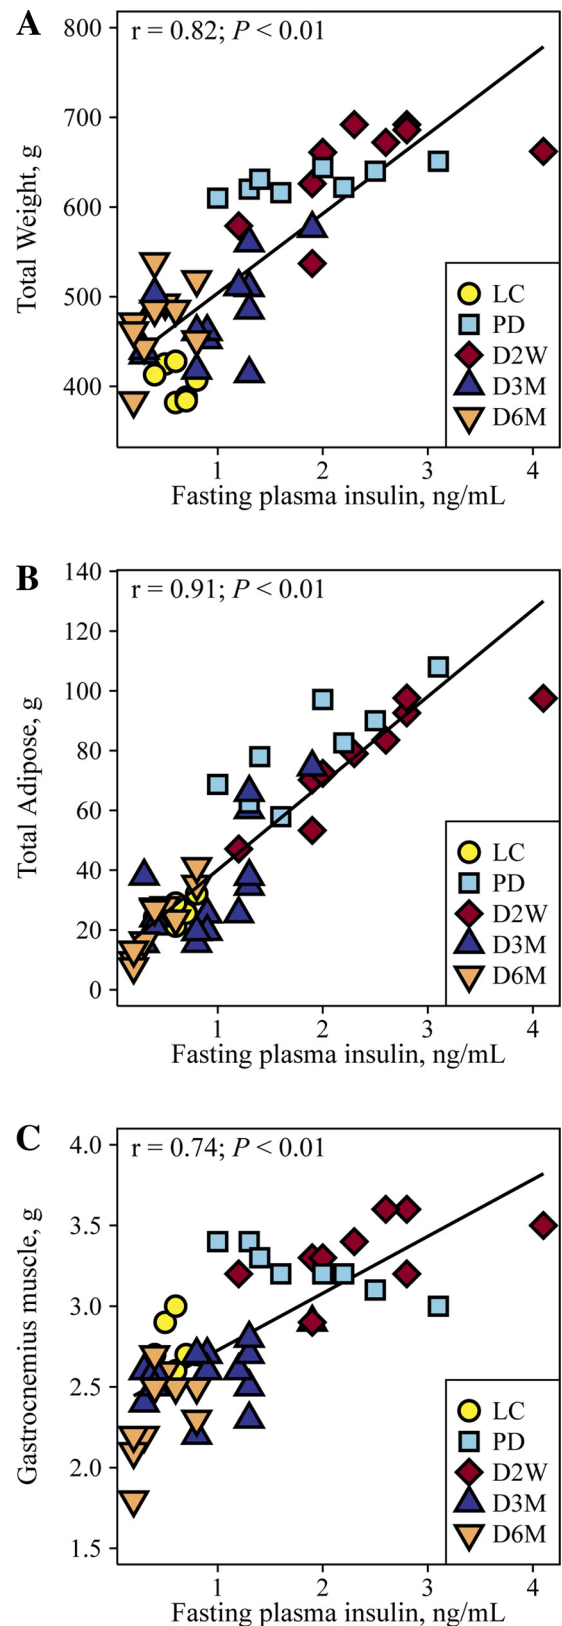 A
r = 0.82; P < 0.01
800
700
600
500
400
Total Weight, g
LC
PD
D2W
D3M
D6M
1 2 3 4
Fasting plasma insulin, ng/mL
B
r = 0.91; P < 0.01
140
120
100
80
60
40
20
0
Total Adipose, g
LC
PD
D2W
D3M
D6M
1 2 3 4
Fasting plasma insulin, ng/mL
C
r = 0.74; P < 0.01
4.0
3.5
3.0
2.5
2.0
1.5
Gastrocnemius muscle, g
LC
PD
D2W
D3M
D6M
1 2 3 4
Fasting plasma insulin, ng/mL